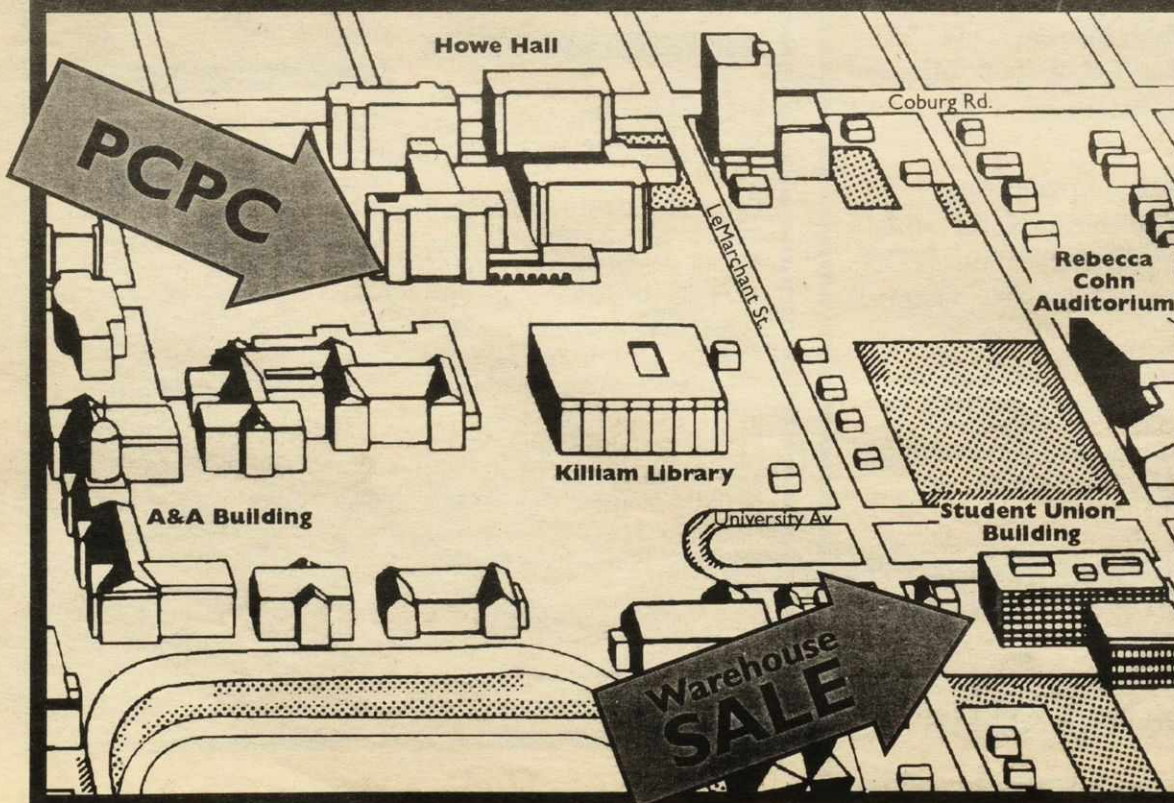 Howe Hall
Coburg Rd.
PCPC
LeMarchant St.
Rebecca
Cohn
Auditorium
Killiam Library
A&A Building
University Av
Student Union
Building
Warehouse
SALE